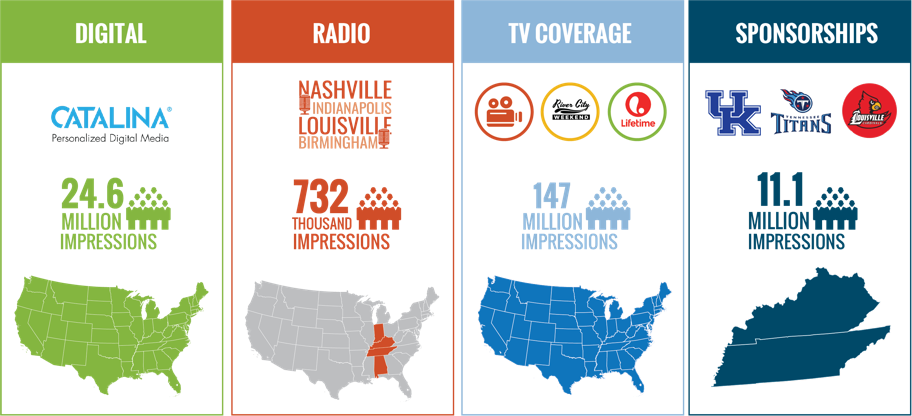 DIGITAL
CATALINA®
Personalized Digital Media
24.6
MILLION
IMPRESSIONS
RADIO
NASHVILLE
INDIANAPOLIS
LOUISVILLE
BIRMINGHAM
732
THOUSAND
IMPRESSIONS
TV COVERAGE
River City
WEEKEND
Lifetime
147
MILLION
IMPRESSIONS
SPONSORSHIPS
UK
TENNESSEE
TITANS
LOUISVILLE
11.1
MILLION
IMPRESSIONS